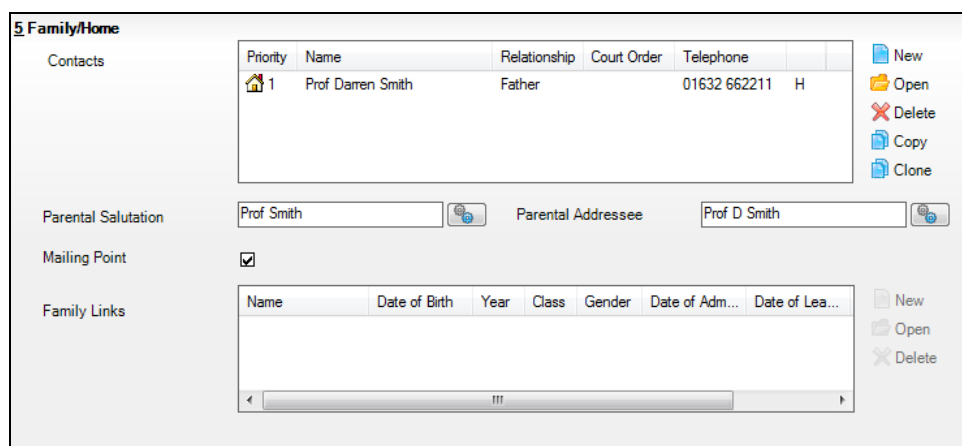 5 Family/Home
Contacts
Priority Name Relationship Court Order Telephone
1 Prof Darren Smith Father 01632 662211 H
New
Open
Delete
Copy
Clone
Parental Salutation Prof Smith Parental Addressee Prof D Smith
Mailing Point
Family Links
Name Date of Birth Year Class Gender Date of Adm... Date of Lea...
New
Open
Delete